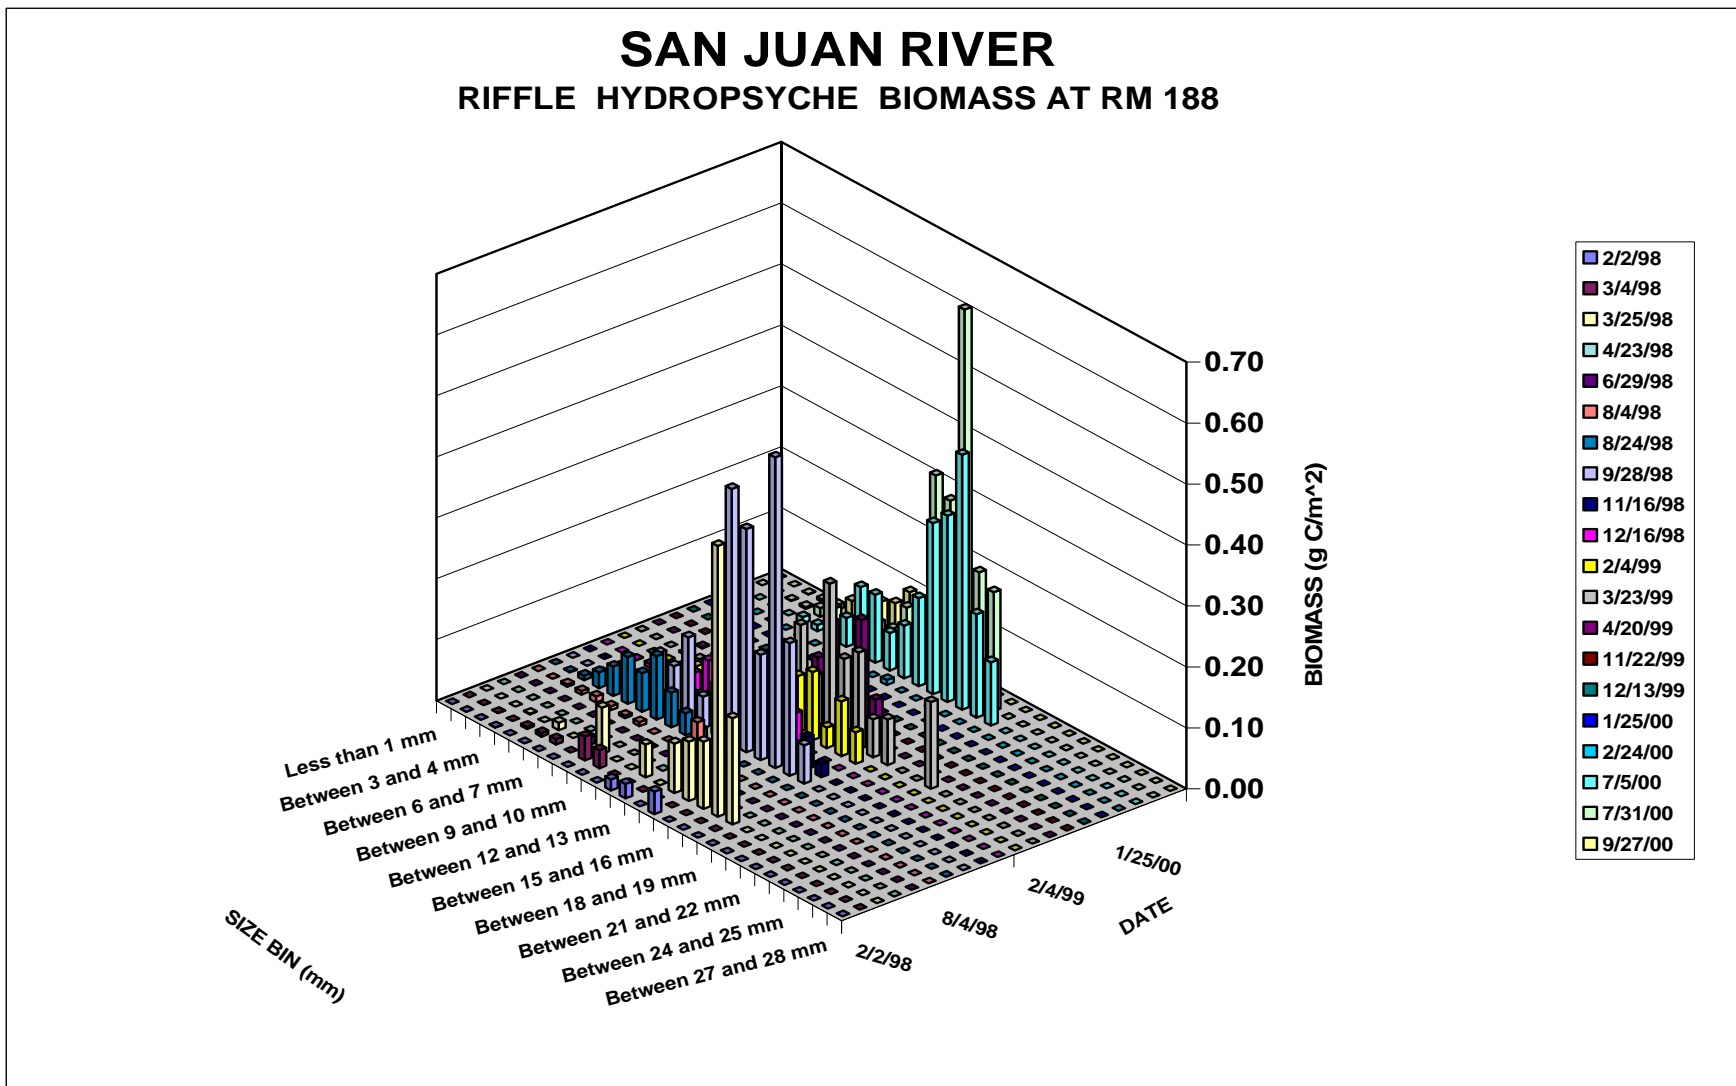 SAN JUAN RIVER
RIFFLE HYDROPSYCHE BIOMASS AT RM 188
0.70
0.60
0.50
0.40
0.30
0.20
0.10
0.00
BIOMASS (g C/m^2)
Less than 1 mm
Between 3 and 4 mm
Between 6 and 7 mm
Between 9 and 10 mm
Between 12 and 13 mm
Between 15 and 16 mm
Between 18 and 19 mm
Between 21 and 22 mm
Between 24 and 25 mm
Between 27 and 28 mm
SIZE BIN (mm)
2/2/98
8/4/98
2/4/99
1/25/00
DATE
2/2/98
3/4/98
3/25/98
4/23/98
6/29/98
8/4/98
8/24/98
9/28/98
11/16/98
12/16/98
2/4/99
3/23/99
4/20/99
11/22/99
12/13/99
1/25/00
2/24/00
7/5/00
7/31/00
9/27/00